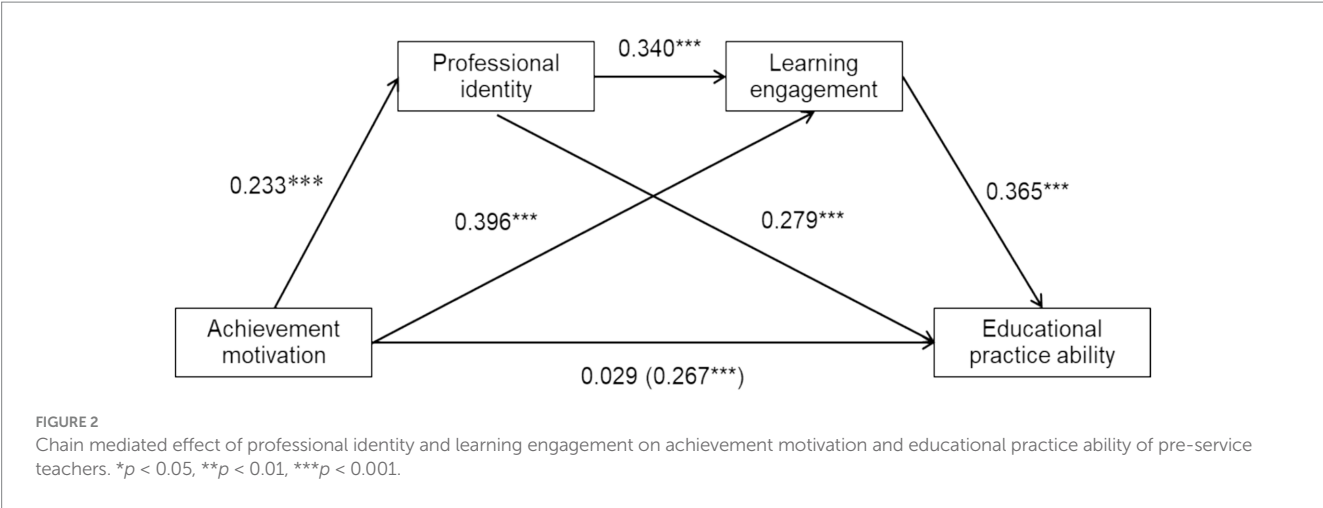 Professional
identity
0.340***
Learning
engagement
0.233***
0.396***
0.279***
0.365***
Achievement
motivation
Educational
practice ability
0.029 (0.267***)
FIGURE 2
Chain mediated effect of professional identity and learning engagement on achievement motivation and educational practice ability of pre-service
teachers. *p < 0.05, **p < 0.01, ***p < 0.001.